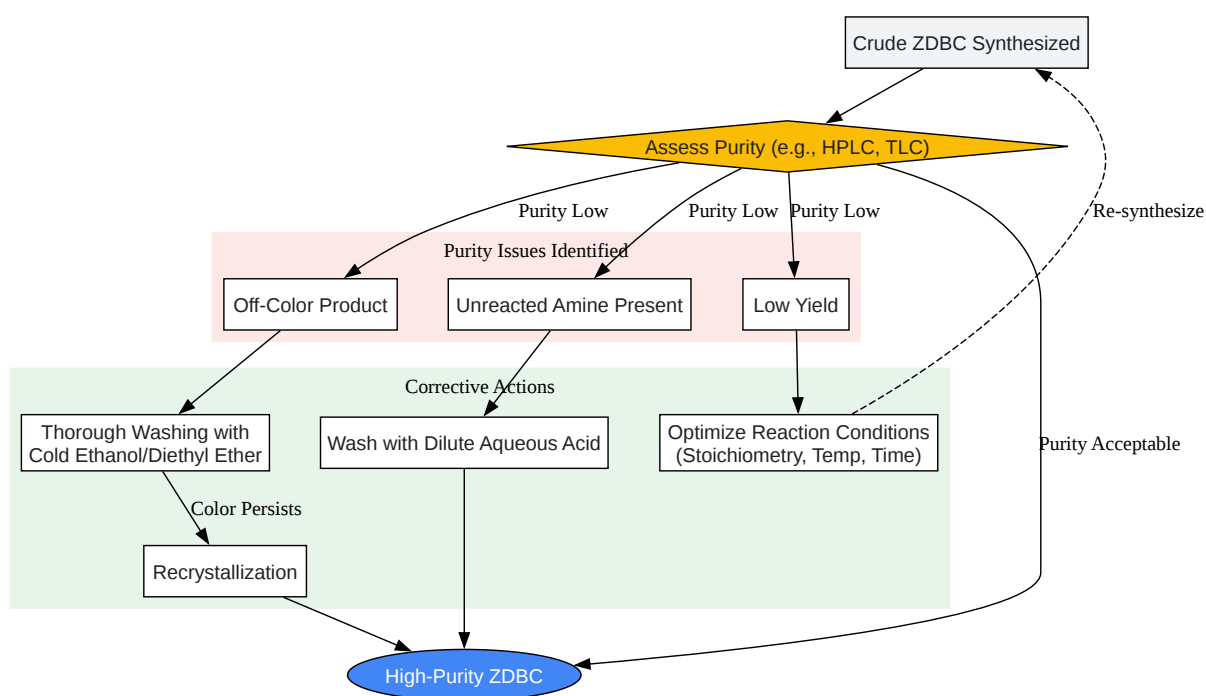 Crude ZDBC Synthesized
Assess Purity (e.g., HPLC, TLC)
Purity Low
Purity Low
Purity Low
Re-synthesize
Purity Issues Identified
Off-Color Product
Unreacted Amine Present
Low Yield
Corrective Actions
Thorough Washing with
Cold Ethanol/Diethyl Ether
Wash with Dilute Aqueous Acid
Optimize Reaction Conditions
(Stoichiometry, Temp, Time)
Purity Acceptable
Color Persists
Recrystallization
High-Purity ZDBC